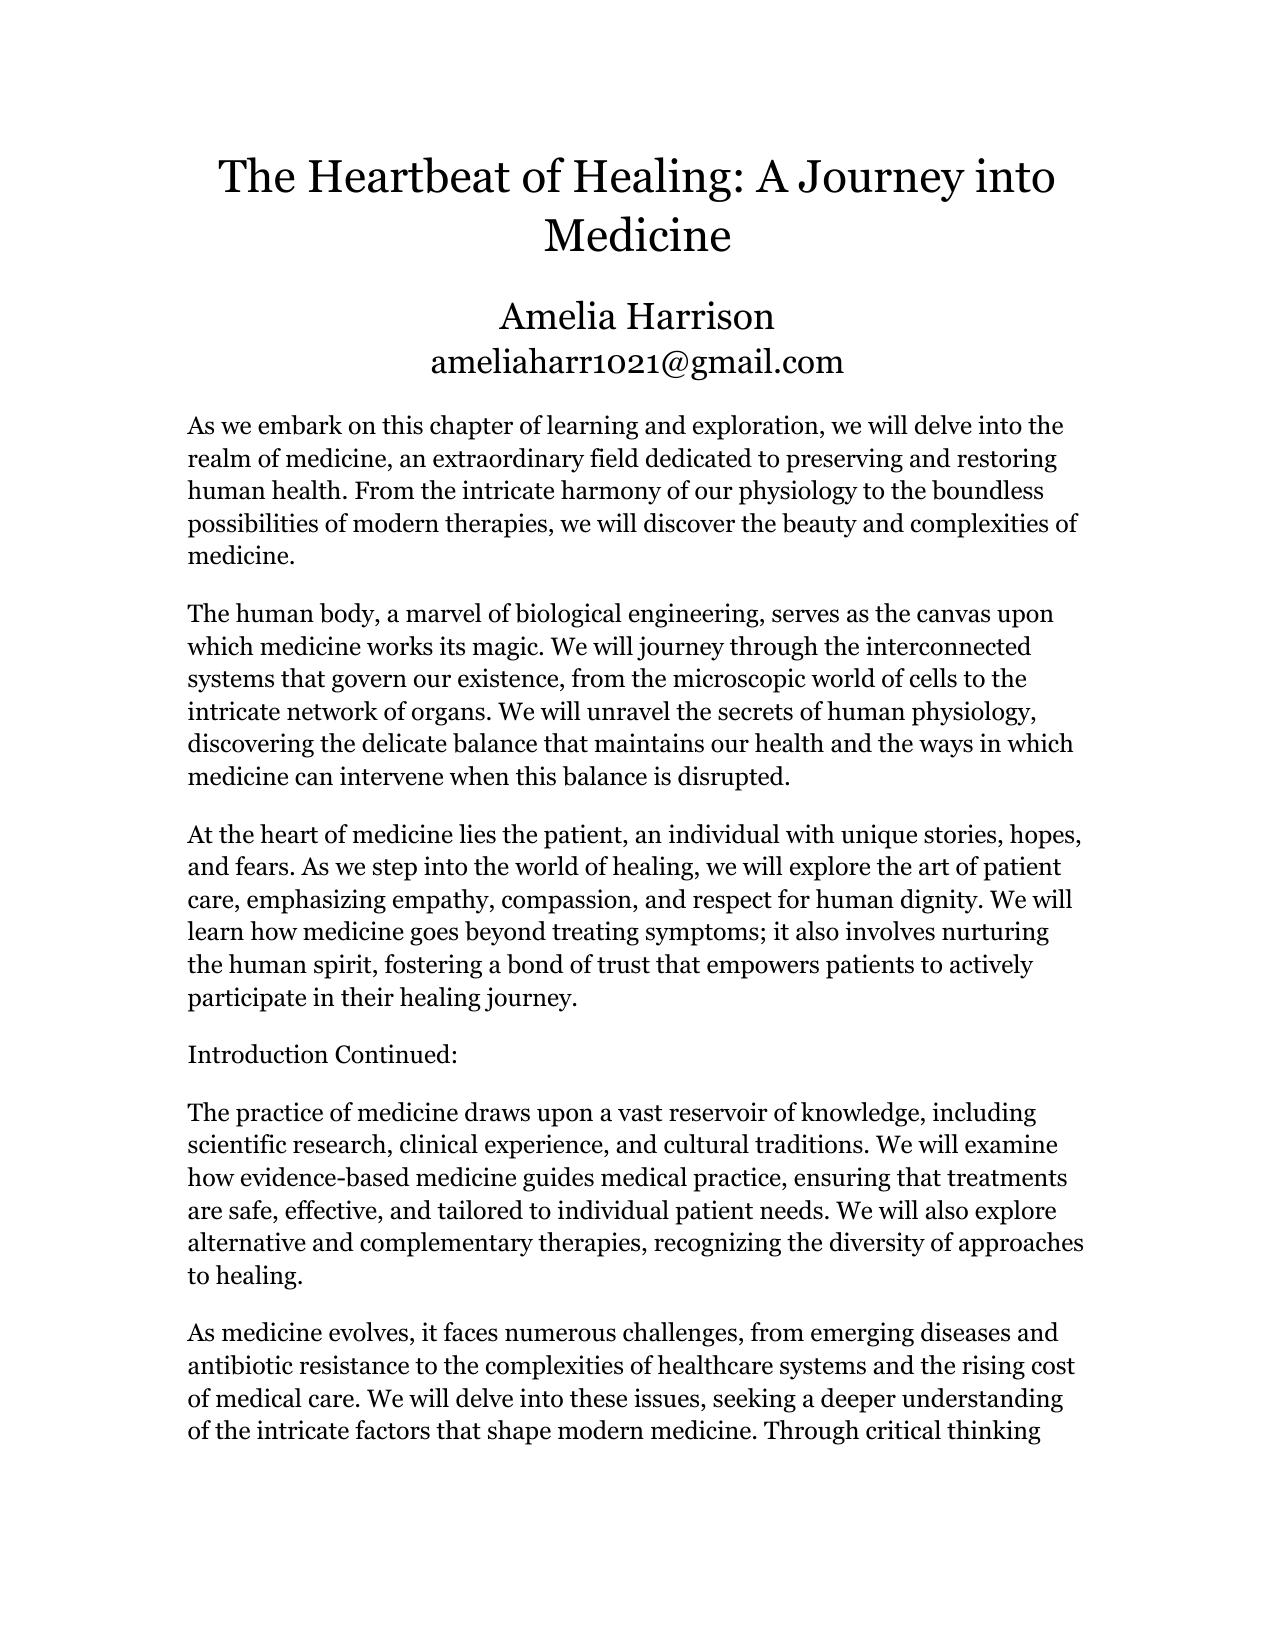 The Heartbeat of Healing: A Journey into
Medicine
Amelia Harrison
ameliaharr1021@gmail.com
As we embark on this chapter of learning and exploration, we will delve into the
realm of medicine, an extraordinary field dedicated to preserving and restoring
human health. From the intricate harmony of our physiology to the boundless
possibilities of modern therapies, we will discover the beauty and complexities of
medicine.
The human body, a marvel of biological engineering, serves as the canvas upon
which medicine works its magic. We will journey through the interconnected
systems that govern our existence, from the microscopic world of cells to the
intricate network of organs. We will unravel the secrets of human physiology,
discovering the delicate balance that maintains our health and the ways in which
medicine can intervene when this balance is disrupted.
At the heart of medicine lies the patient, an individual with unique stories, hopes,
and fears. As we step into the world of healing, we will explore the art of patient
care, emphasizing empathy, compassion, and respect for human dignity. We will
learn how medicine goes beyond treating symptoms; it also involves nurturing
the human spirit, fostering a bond of trust that empowers patients to actively
participate in their healing journey.
Introduction Continued:
The practice of medicine draws upon a vast reservoir of knowledge, including
scientific research, clinical experience, and cultural traditions. We will examine
how evidence-based medicine guides medical practice, ensuring that treatments
are safe, effective, and tailored to individual patient needs. We will also explore
alternative and complementary therapies, recognizing the diversity of approaches
to healing.
As medicine evolves, it faces numerous challenges, from emerging diseases and
antibiotic resistance to the complexities of healthcare systems and the rising cost
of medical care. We will delve into these issues, seeking a deeper understanding
of the intricate factors that shape modern medicine. Through critical thinking